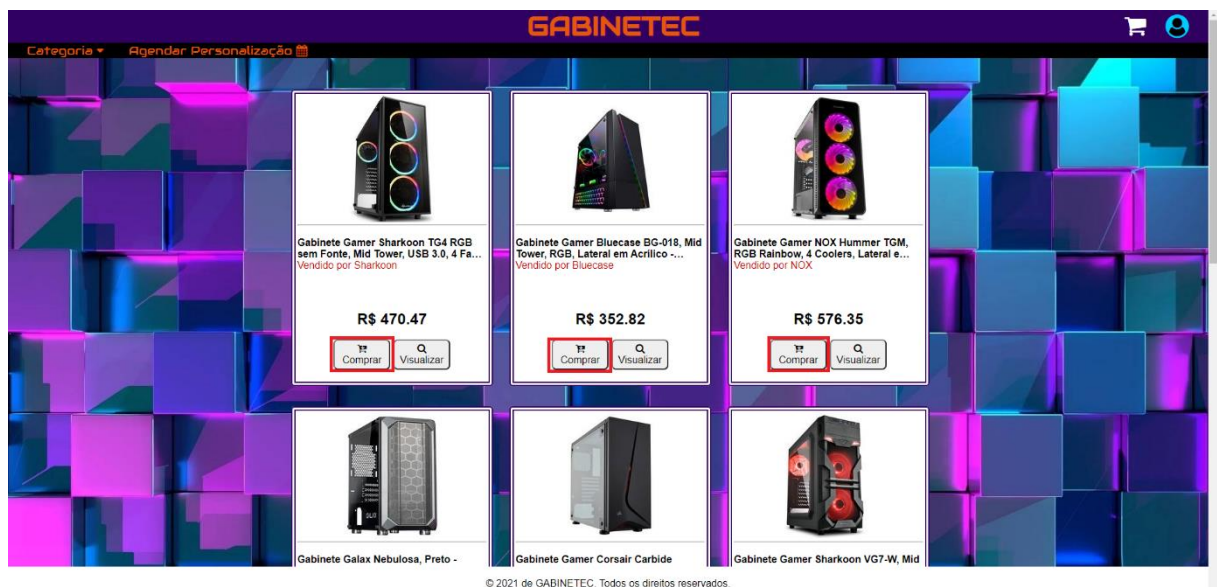 GABINETEC
Categoria
Agendar Personalização
Gabinete Gamer Sharkoon TG4 RGB
sem Fonte, Mid Tower, USB 3.0, 4 Fa...
Vendido por Sharkoon
R$ 470.47
Comprar
Visualizar
Gabinete Gamer Bluecase BG-018, Mid
Tower, RGB, Lateral em Acrílico -...
Vendido por Bluecase
R$ 352.82
Comprar
Visualizar
Gabinete Gamer NOX Hummer TGM,
RGB Rainbow, 4 Coolers, Lateral e...
Vendido por NOX
R$ 576.35
Comprar
Visualizar
Gabinete Galax Nebulosa, Preto -
Gabinete Gamer Corsair Carbide
Gabinete Gamer Sharkoon VG7-W, Mid
© 2021 de GABINETEC. Todos os direitos reservados.